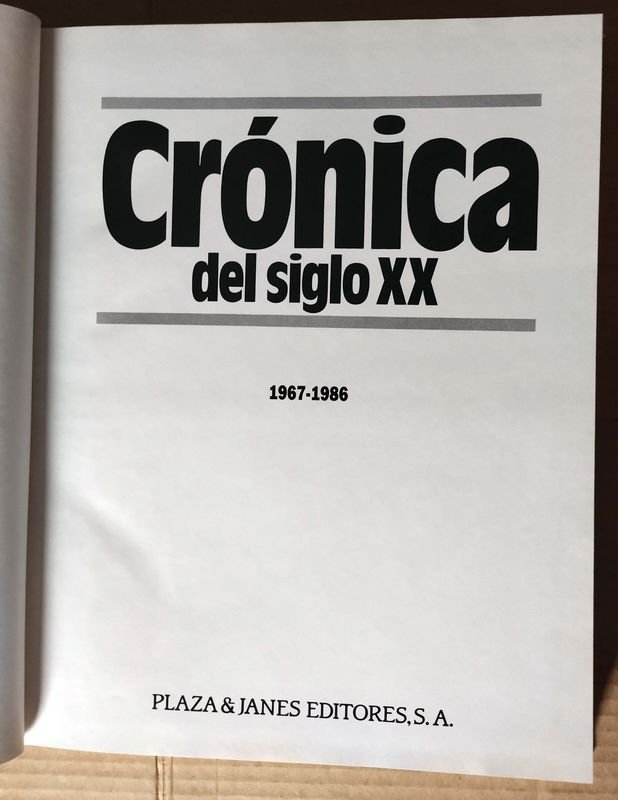 Crónica
del siglo XX
1967-1986
PLAZA & JANES EDITORES, S. A.